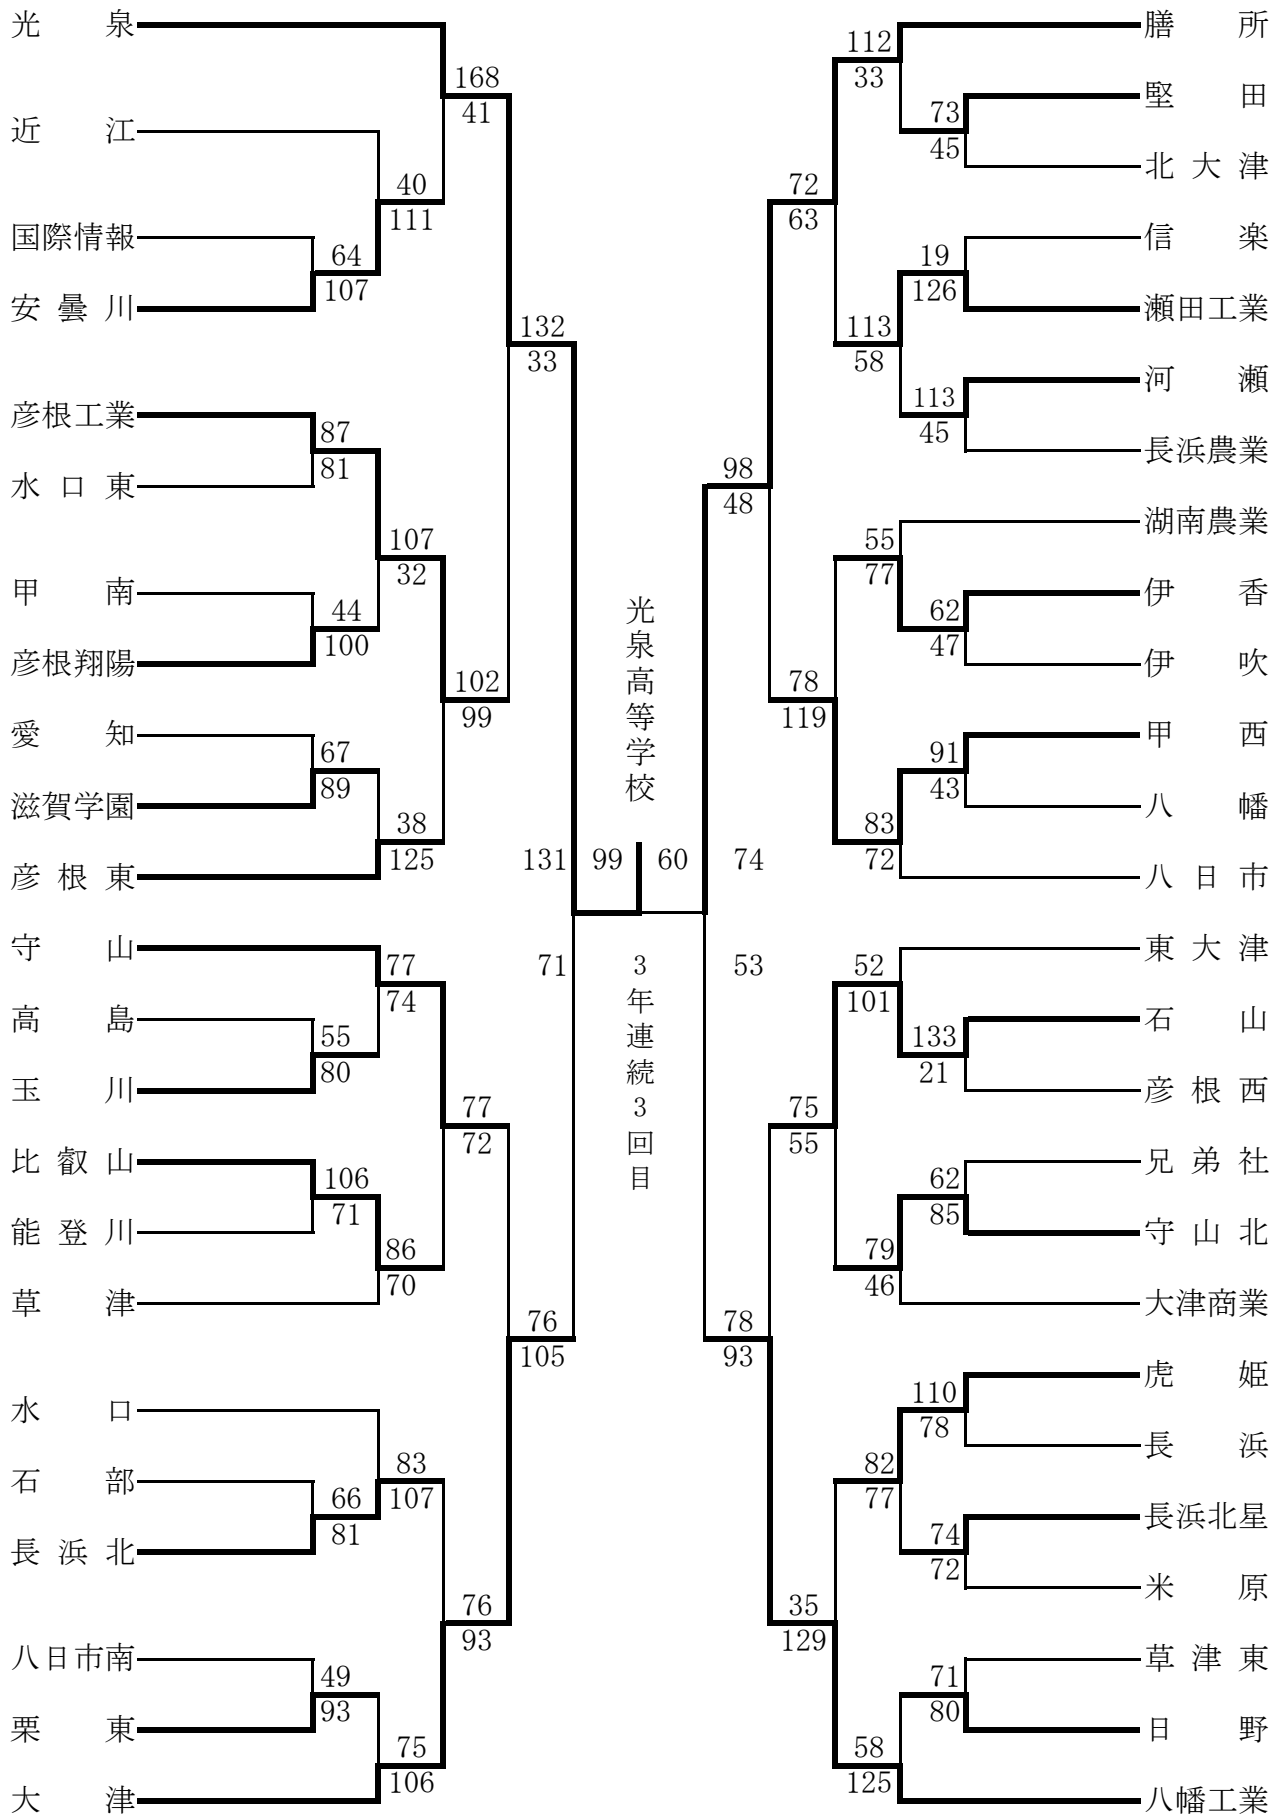 光泉
168
41
近江
40
111
国際情報
64
107
安曇川
132
33
彦根工業
87
81
水口東
107
32
甲南
44
100
彦根翔陽
102
99
愛知
67
89
滋賀学園
38
125
彦根東
131
71
守山
77
74
高島
55
80
玉川
77
72
比叡山
106
71
能登川
86
70
草津
76
105
水口
83
107
石部
66
81
長浜北
76
93
八日市南
49
93
栗東
75
106
大津
光泉高等学校
99
60
3年連続3回目
膳所
112
33
堅田
73
45
北大津
72
63
信楽
19
126
瀬田工業
113
58
河瀬
113
45
長浜農業
98
48
湖南農業
55
77
伊香
62
47
伊吹
78
119
甲西
91
43
八幡
83
72
八日市
74
53
東大津
52
101
石山
133
21
彦根西
75
55
兄弟社
62
85
守山北
79
46
大津商業
78
93
虎姫
110
78
長浜
82
77
長浜北星
74
72
米原
35
129
草津東
71
80
日野
58
125
八幡工業